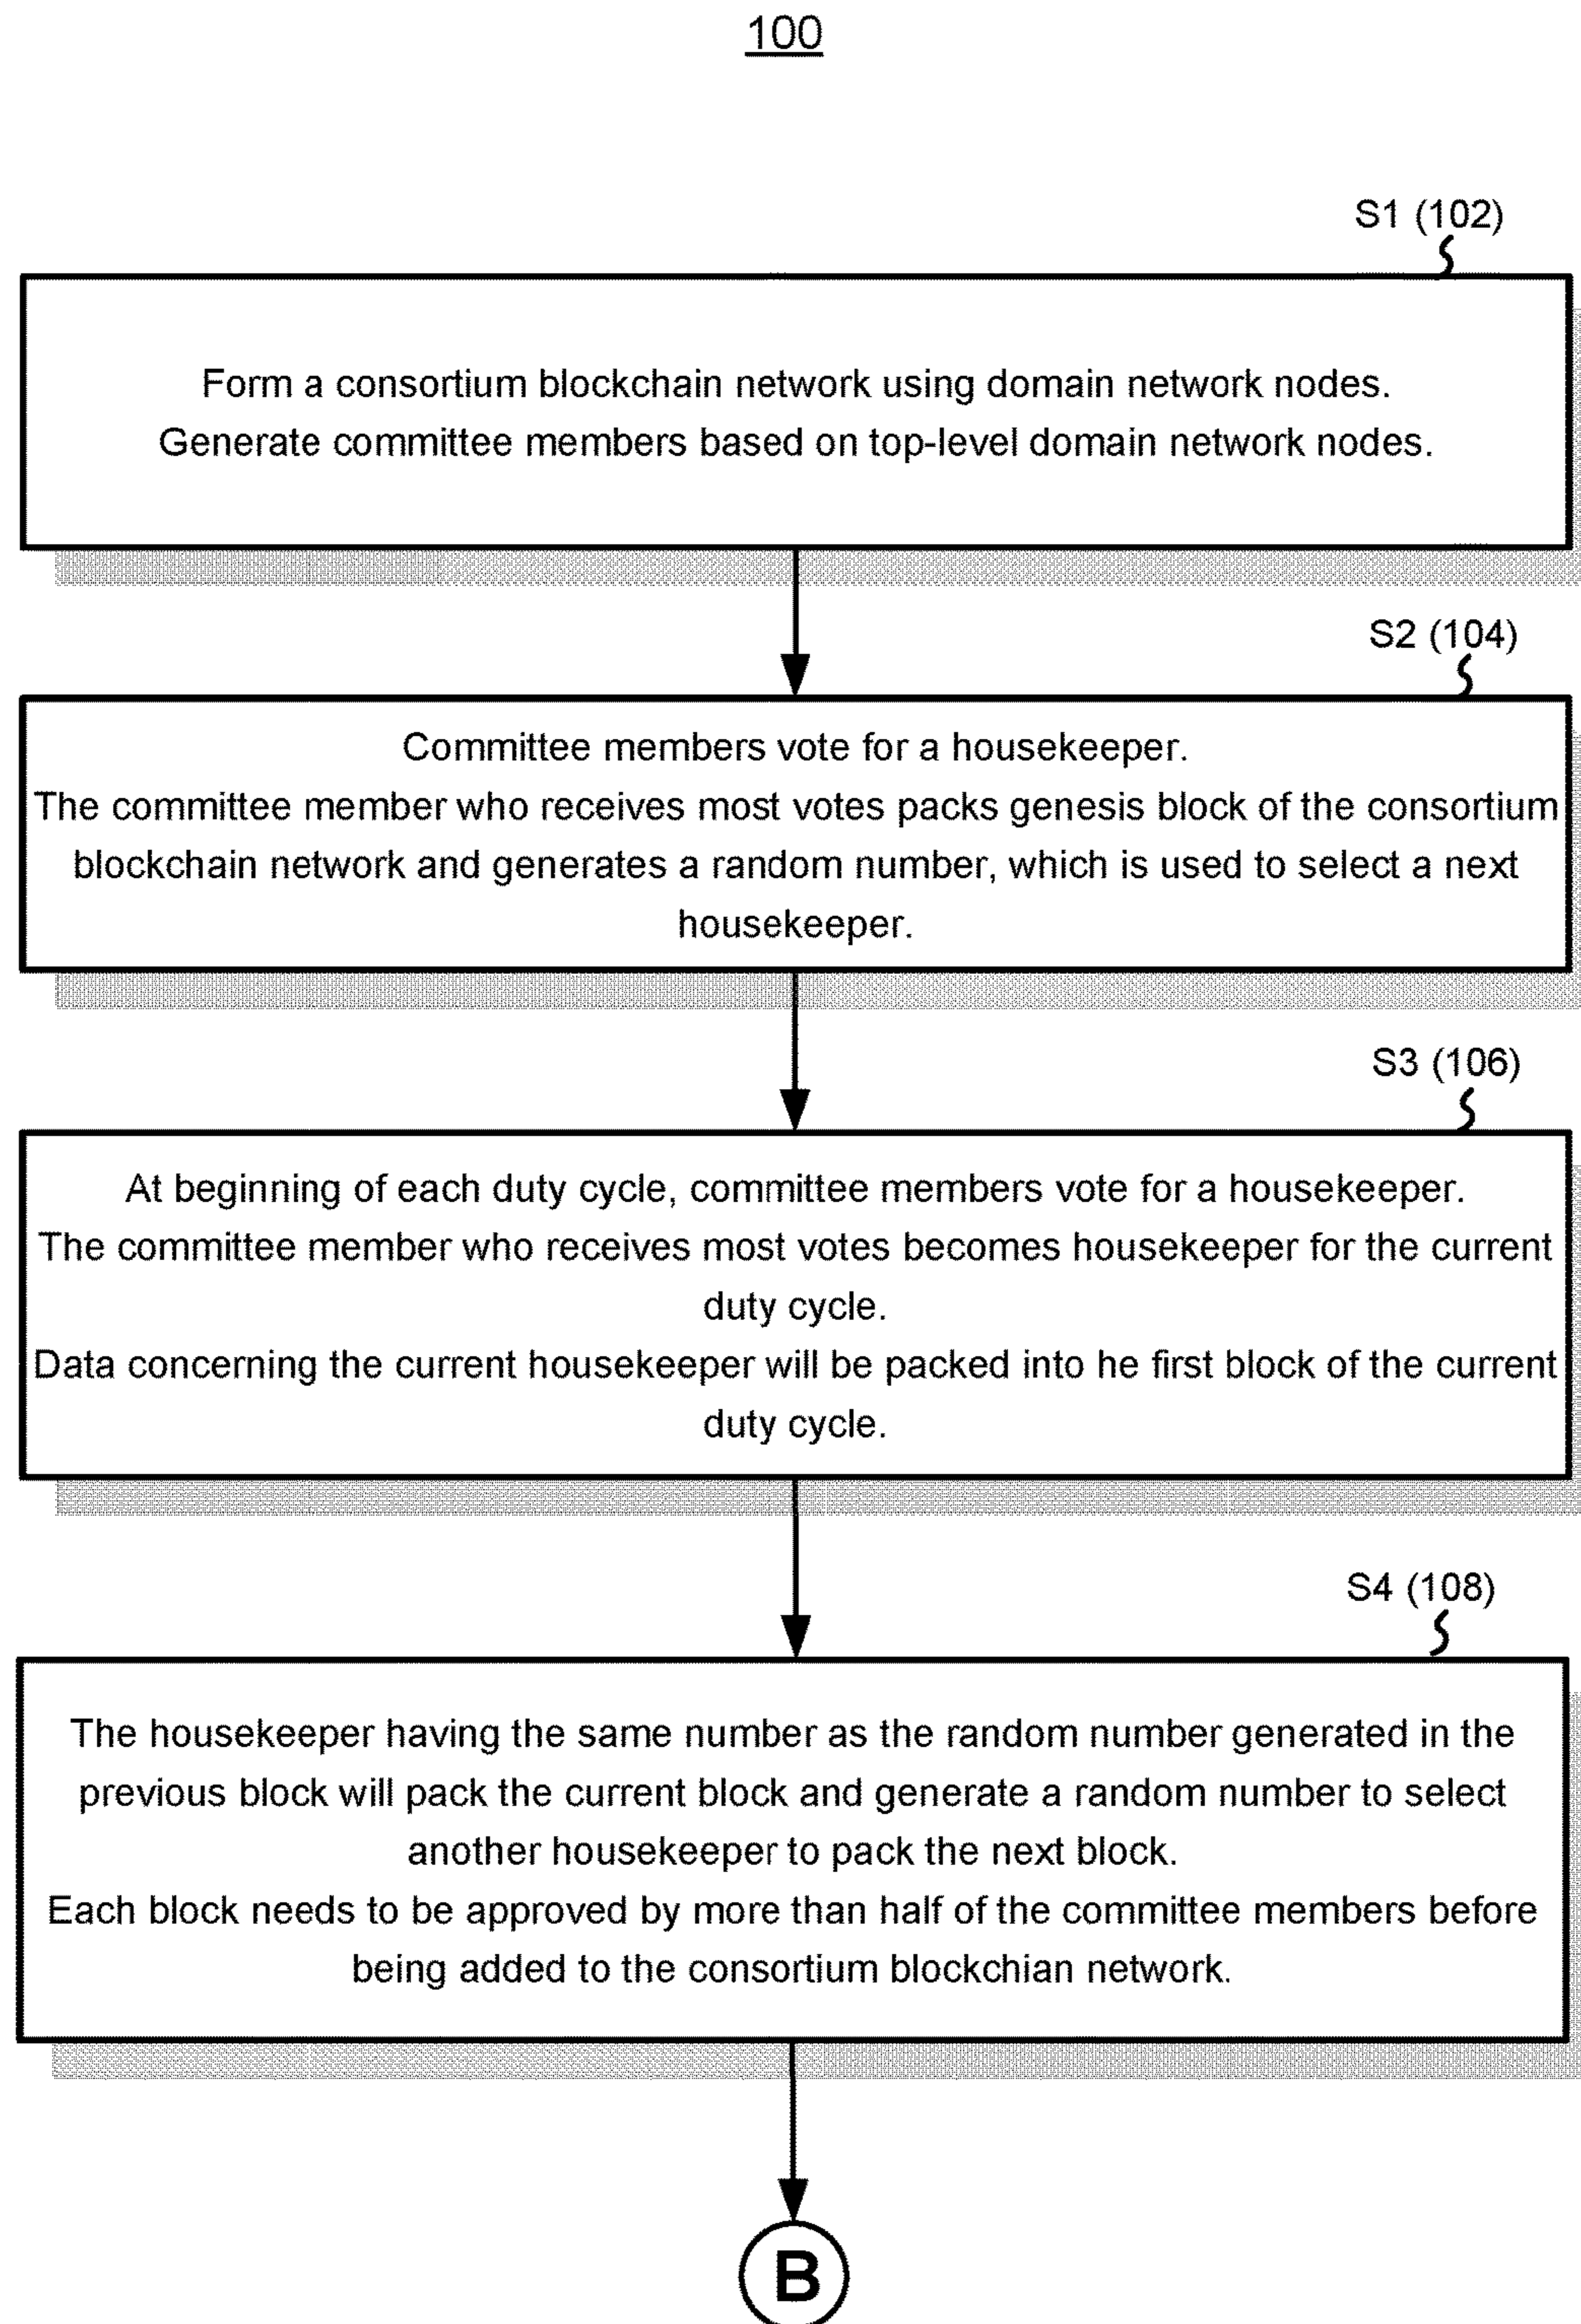 100
S1 (102)
Form a consortium blockchain network using domain network nodes.
Generate committee members based on top-level domain network nodes.
S2 (104)
Committee members vote for a housekeeper.
The committee member who receives most votes packs genesis block of the consortium
blockchain network and generates a random number, which is used to select a next
housekeeper.
S3 (106)
At beginning of each duty cycle, committee members vote for a housekeeper.
The committee member who receives most votes becomes housekeeper for the current
duty cycle.
Data concerning the current housekeeper will be packed into he first block of the current
duty cycle.
S4 (108)
The housekeeper having the same number as the random number generated in the
previous block will pack the current block and generate a random number to select
another housekeeper to pack the next block.
Each block needs to be approved by more than half of the committee members before
being added to the consortium blockchian network.
B